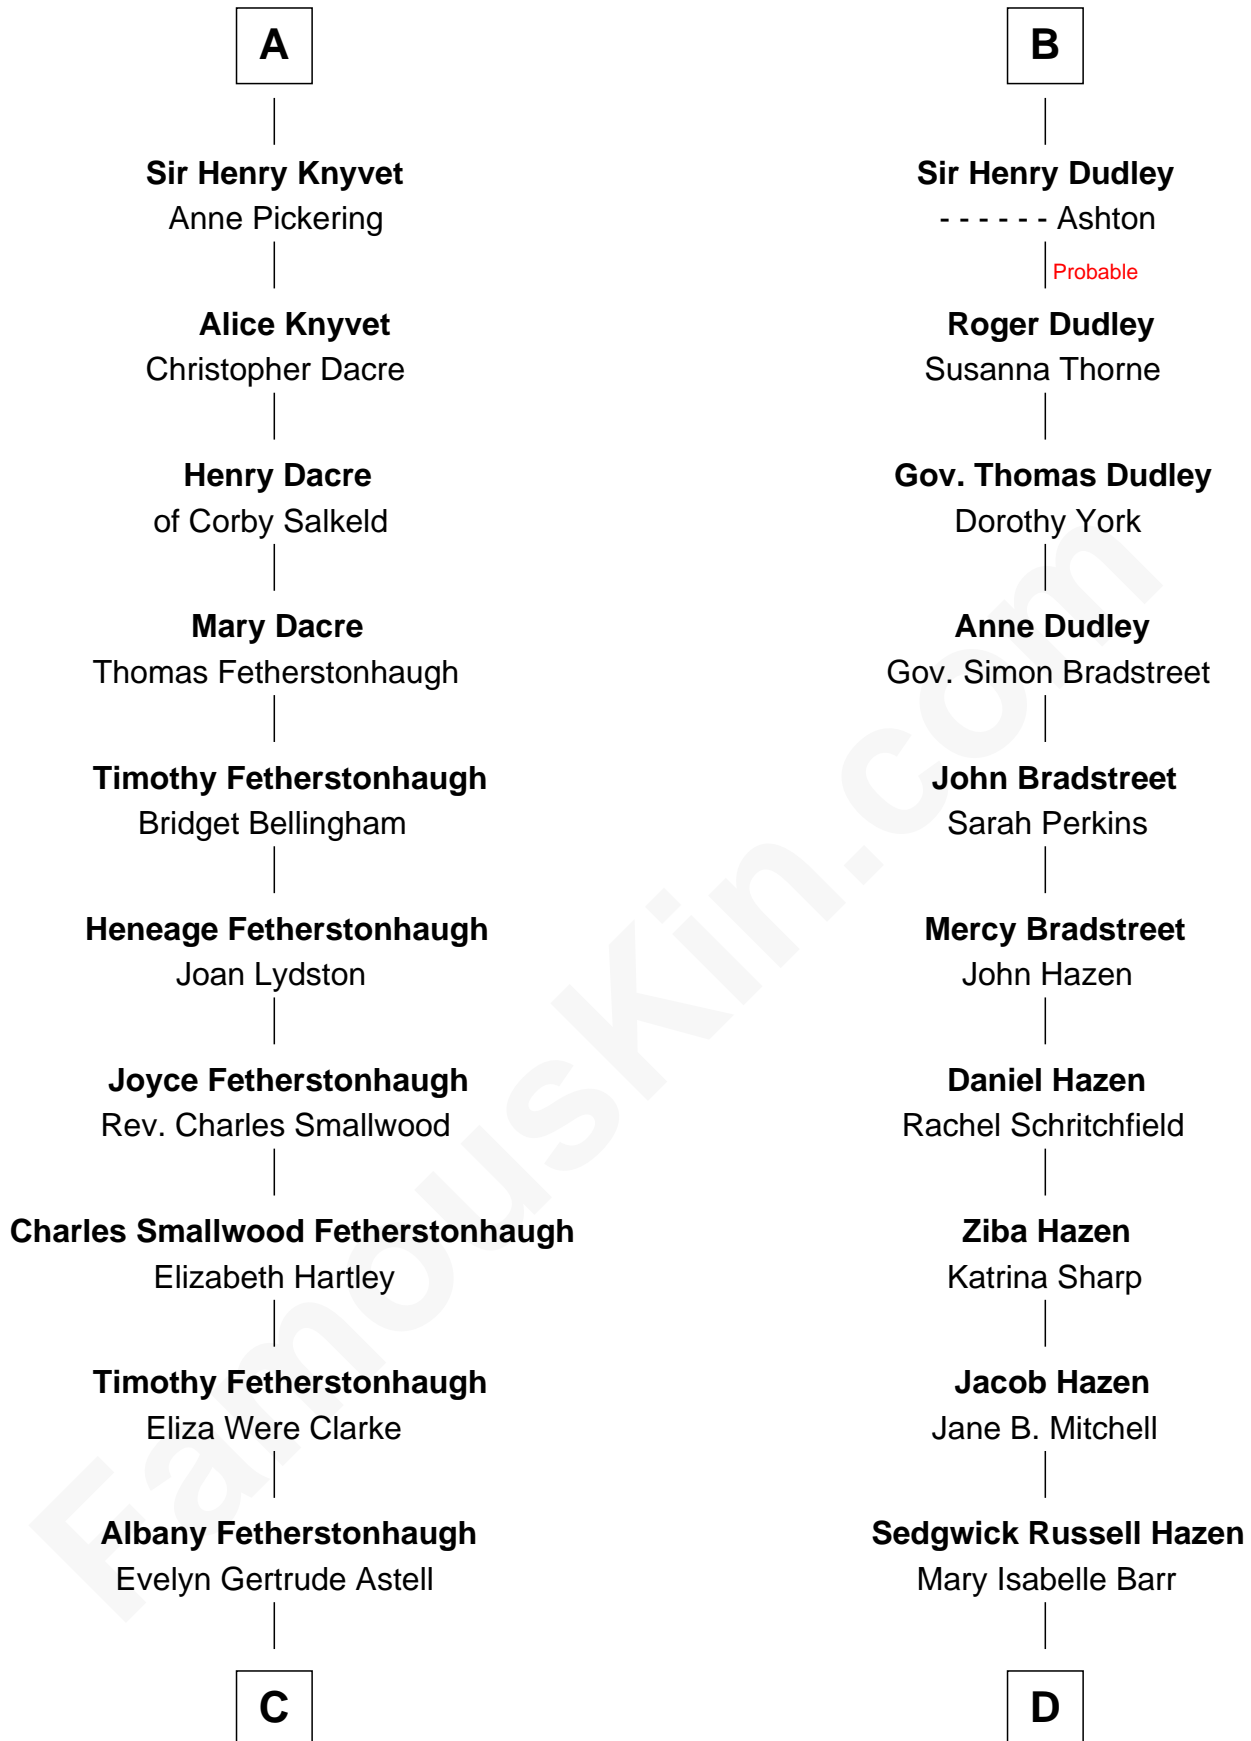 A
Sir Henry Knyvet
Anne Pickering
Alice Knyvet
Christopher Dacre
Henry Dacre
of Corby Salkeld
Mary Dacre
Thomas Fetherstonhaugh
Timothy Fetherstonhaugh
Bridget Bellingham
Heneage Fetherstonhaugh
Joan Lydston
Joyce Fetherstonhaugh
Rev. Charles Smallwood
Charles Smallwood Fetherstonhaugh
Elizabeth Hartley
Timothy Fetherstonhaugh
Eliza Were Clarke
Albany Fetherstonhaugh
Evelyn Gertrude Astell
C
B
Sir Henry Dudley
- - - - - - Ashton
Probable
Roger Dudley
Susanna Thorne
Gov. Thomas Dudley
Dorothy York
Anne Dudley
Gov. Simon Bradstreet
John Bradstreet
Sarah Perkins
Mercy Bradstreet
John Hazen
Daniel Hazen
Rachel Schritchfield
Ziba Hazen
Katrina Sharp
Jacob Hazen
Jane B. Mitchell
Sedgwick Russell Hazen
Mary Isabelle Barr
D
FamousKin.com